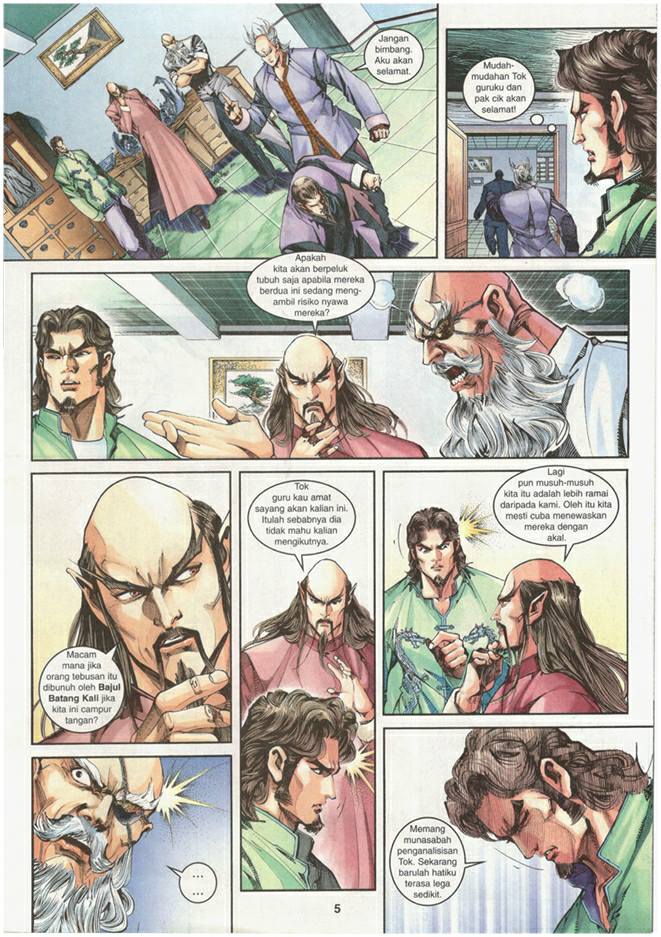 Jangan
bimbang.
Aku akan
selamat.
Mudah-
mudahan Tok
guruku dan
pak cik akan
selamat!
Apakah
kita akan berpeluk
tubuh saja apabila mereka
berdua ini sedang meng-
ambil risiko nyawa
mereka?
Macam
mana jika
orang tebusan itu
dibunuh oleh Bajul
Batang Kali jika
kita ini campur
tangan?
Tok
guru kau amat
sayang akan kalian ini.
Itulah sebabnya dia
tidak mahu kalian
mengikutnya.
Lagi
pun musuh-musuh
kita itu adalah lebih ramai
daripada kami. Oleh itu kita
mesti cuba menewaskan
mereka dengan
akal.
...
...
Memang
munasabah
penganalisisan
Tok. Sekarang
barulah hatiku
terasa lega
sedikit.
5